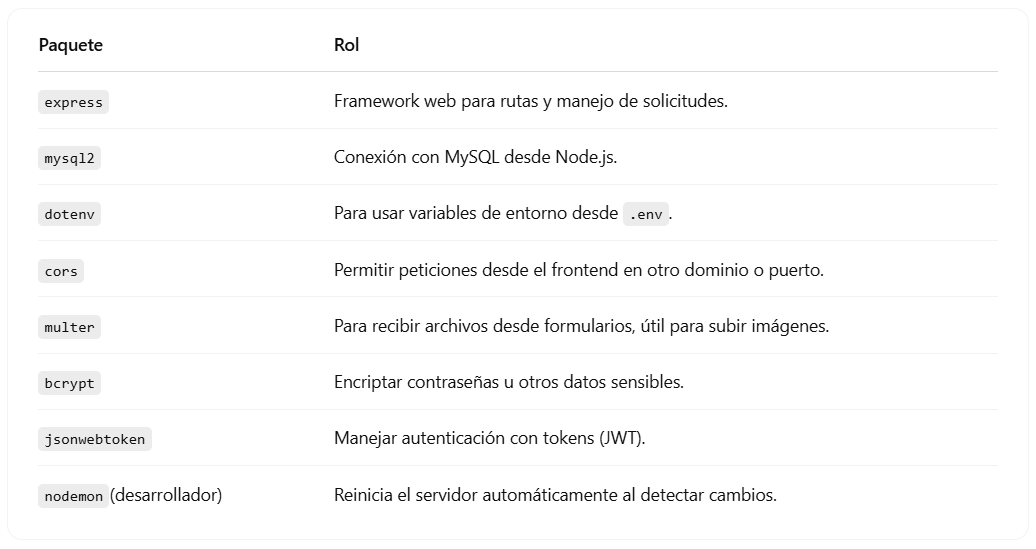 Paquete Rol
express Framework web para rutas y manejo de solicitudes.
mysql2 Conexión con MySQL desde Node.js.
dotenv Para usar variables de entorno desde .env.
cors Permitir peticiones desde el frontend en otro dominio o puerto.
multer Para recibir archivos desde formularios, útil para subir imágenes.
bcrypt Encriptar contraseñas u otros datos sensibles.
jsonwebtoken Manejar autenticación con tokens (JWT).
nodemon (desarrollador) Reinicia el servidor automáticamente al detectar cambios.